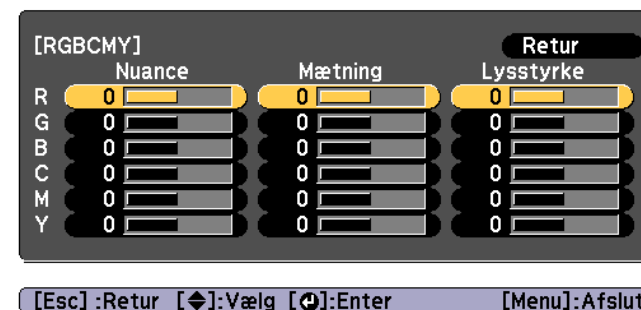 [RGBCMY] Retur
Nuance Mætning Lysstyrke
R 0 0 0
G 0 0 0
B 0 0 0
C 0 0 0
M 0 0 0
Y 0 0 0
[Esc] :Retur [◆]:Vælg [⏎]:Enter [Menu]:Afslut